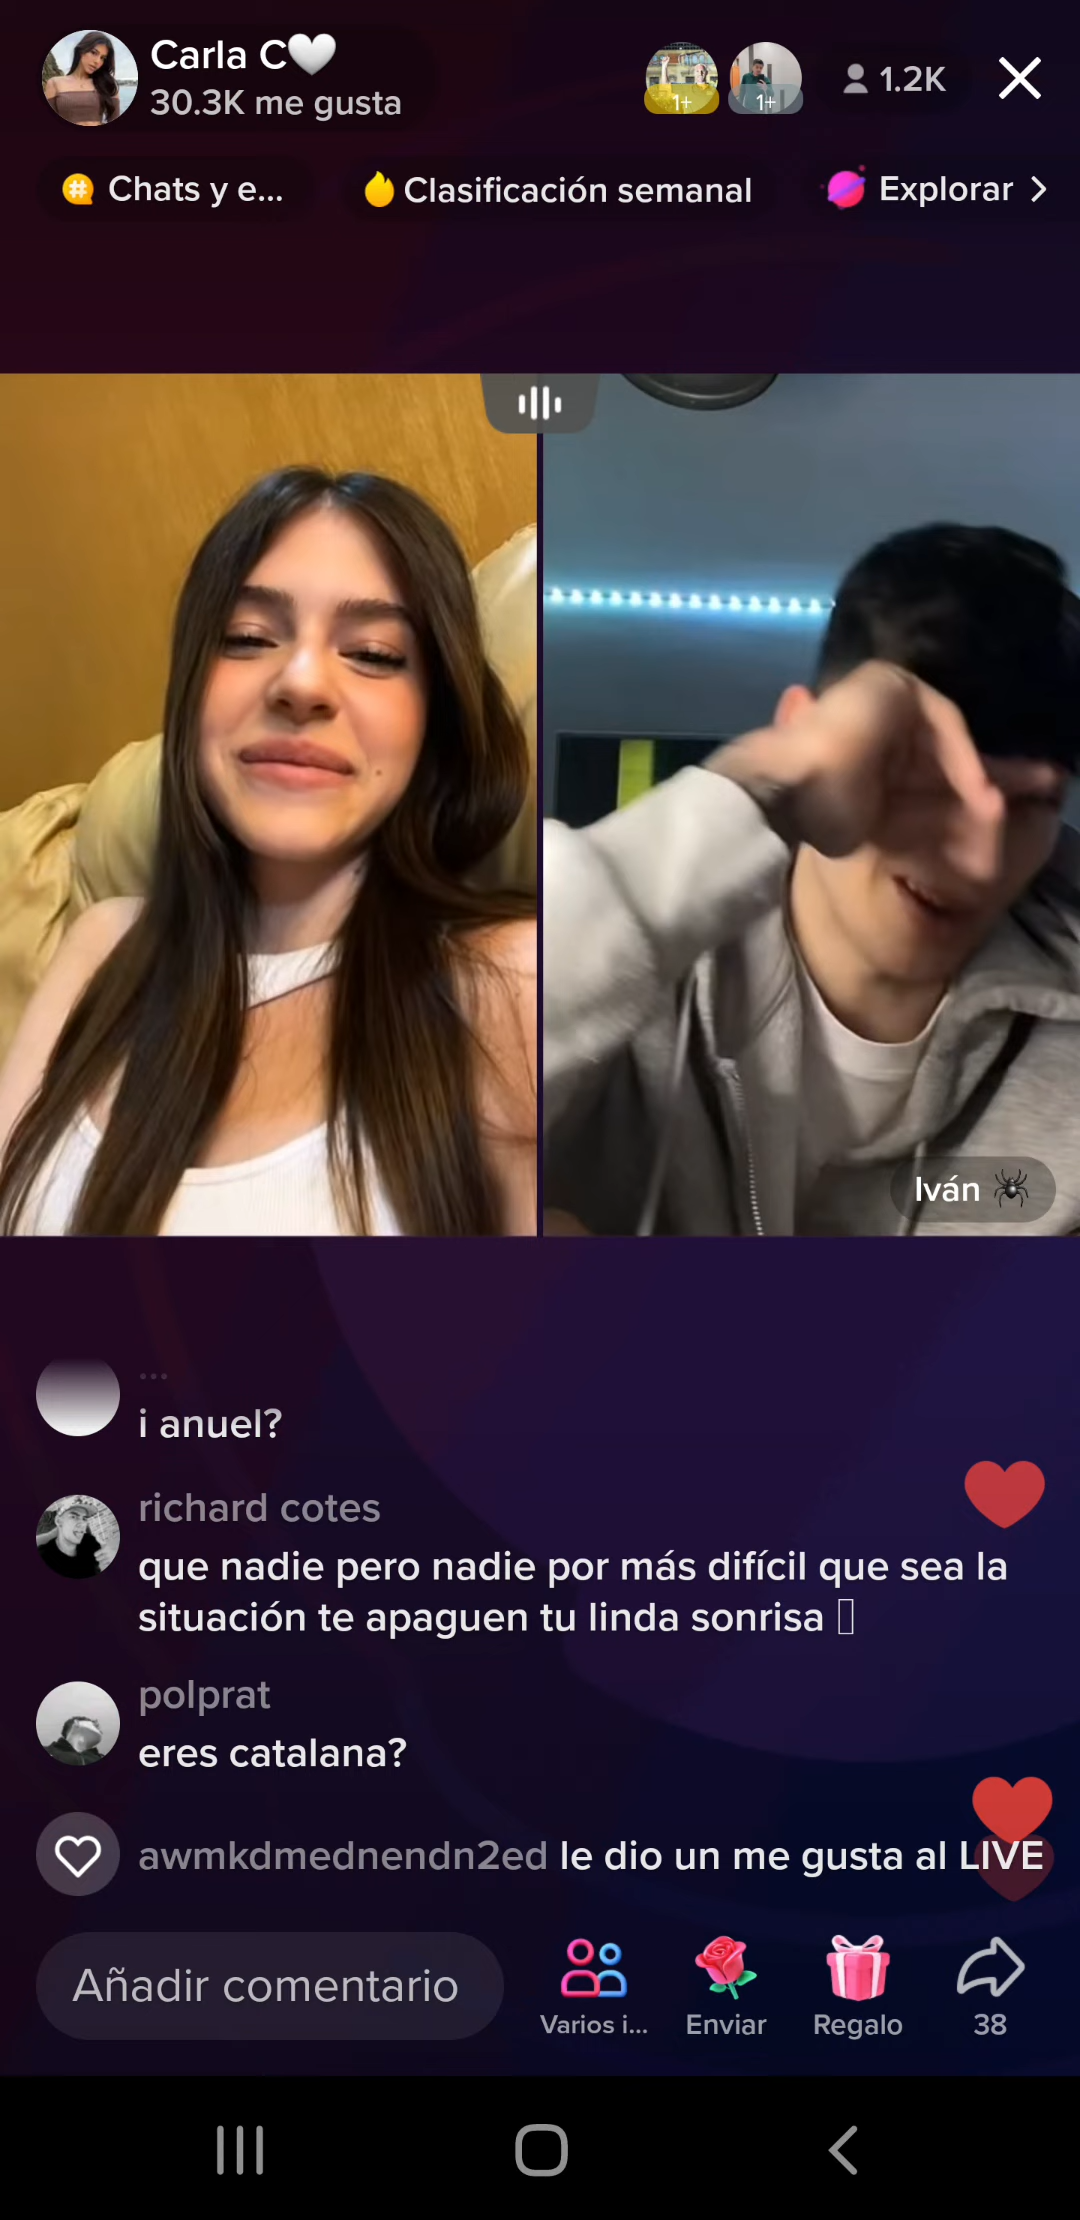 Carla C🤍
30.3K me gusta
1+
1+
1.2K
Chats y e...
Clasificación semanal
Explorar
Iván 🕷
...
i anuel?
richard cotes
que nadie pero nadie por más difícil que sea la
situación te apaguen tu linda sonrisa
polprat
eres catalana?
awmkdmednendn2ed le dio un me gusta al LIVE
Añadir comentario
Varios i...
Enviar
Regalo
38